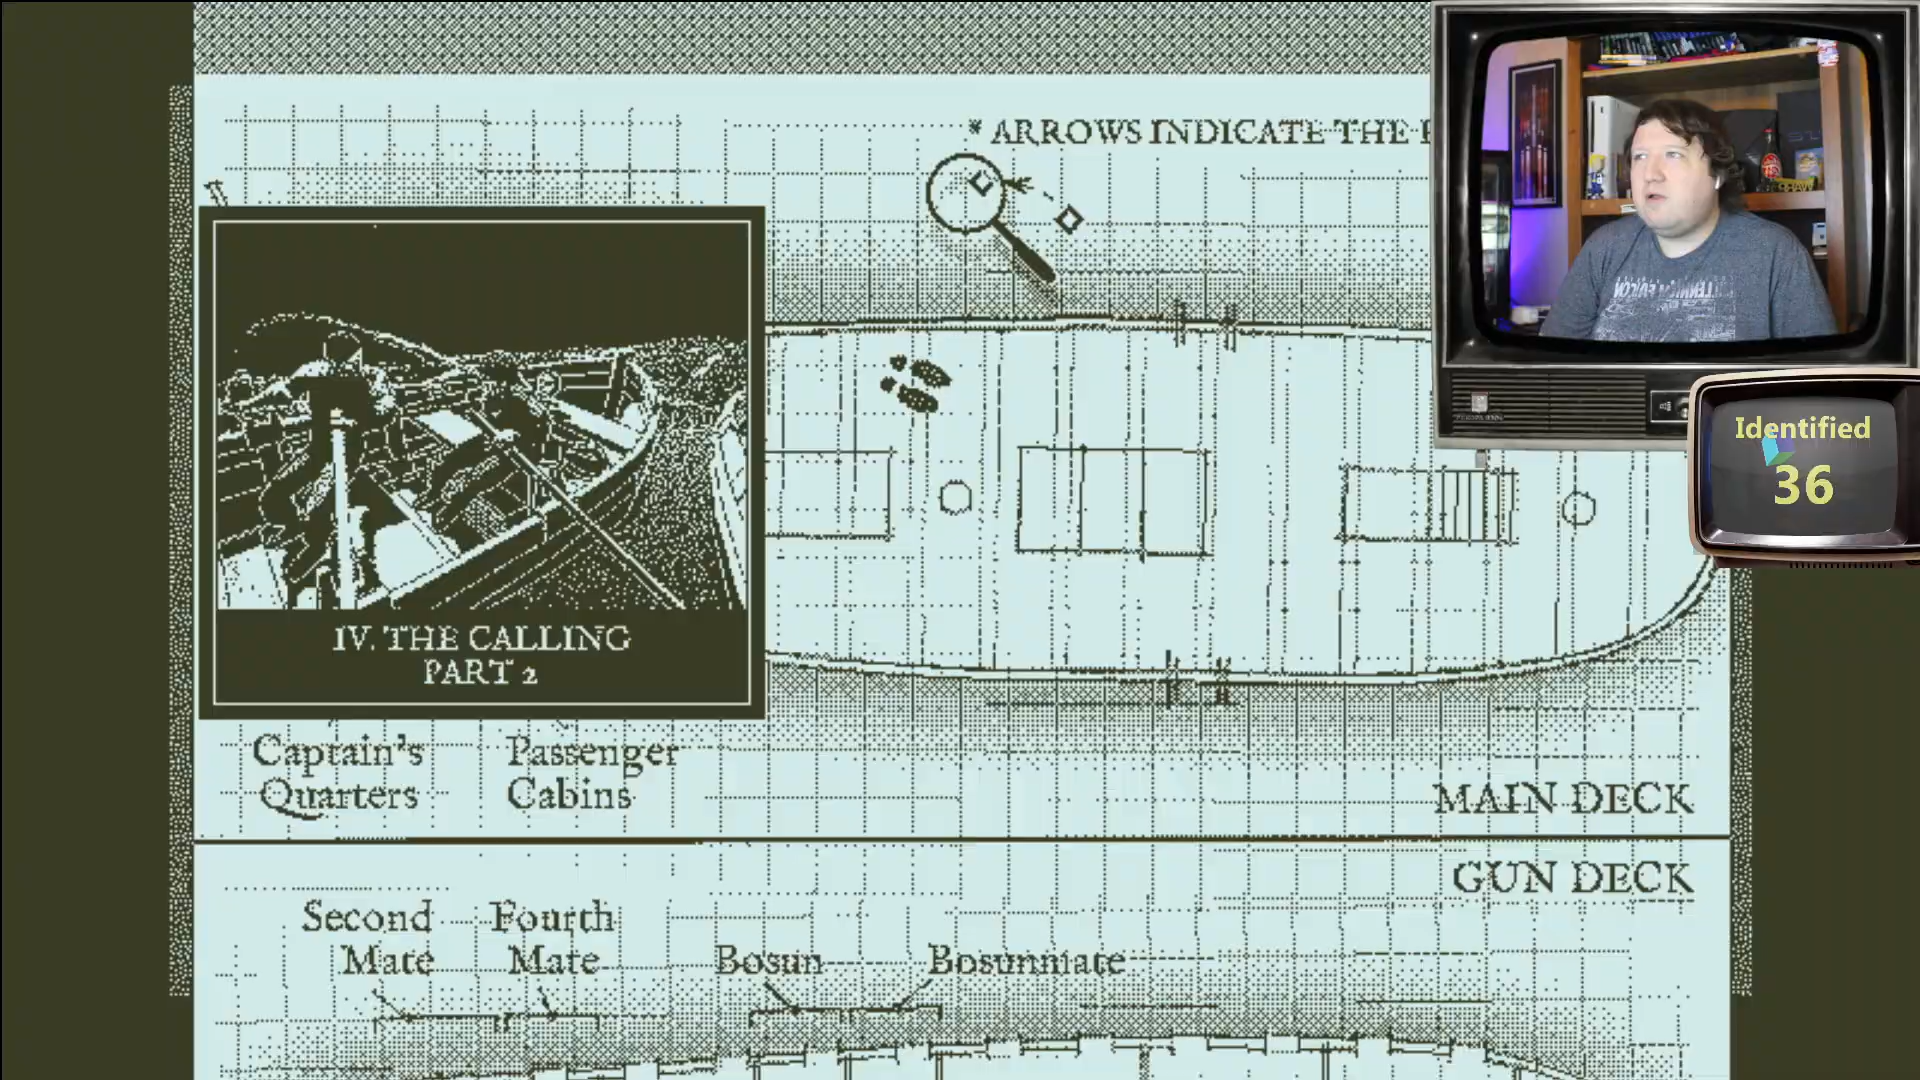 * ARROWS INDICATE THE
IV. THE CALLING
PART 2
Identified
36
Captain's
Quarters
Passenger
Cabins
MAIN DECK
GUN DECK
Second
Mate
Fourth
Mate
Bosun
Bosunmate